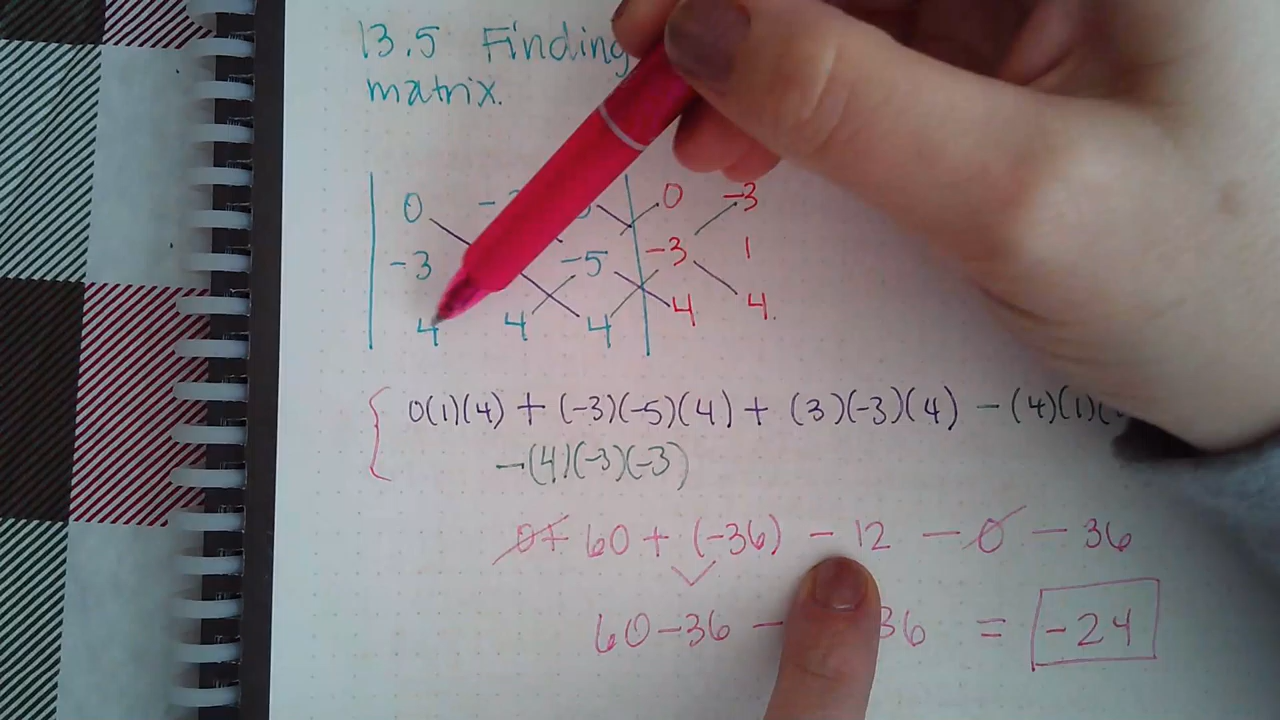 13.5 Finding
matrix.
0 0 -3
-3 -5 -3 1
4 4 4 4 4.
0(1)(4) + (-3)(-5)(4) + (3)(-3)(4) - (4)(1)(
-(4)(-3)(-3)
0+ 60 + (-36) - 12 - 0 - 36
60-36 - 36 = -24